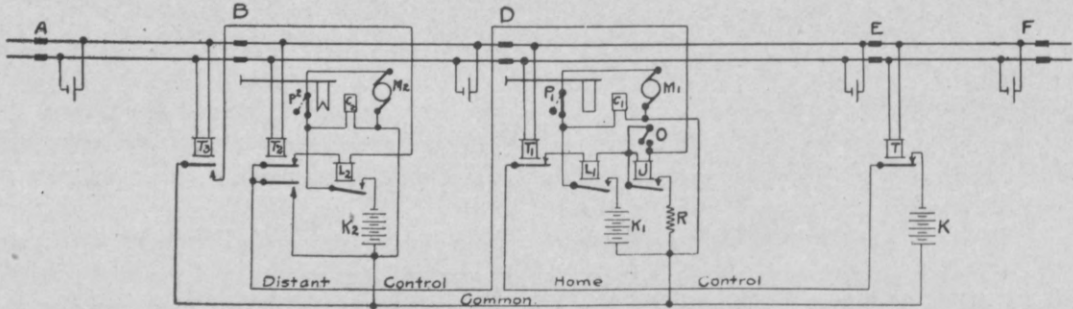 A B D E F
P2 C2 M2 P1 C1 M1
O
T3 T2 L2 T1 L1 J T
K2 K1 R K
Distant Control Home Control
Common